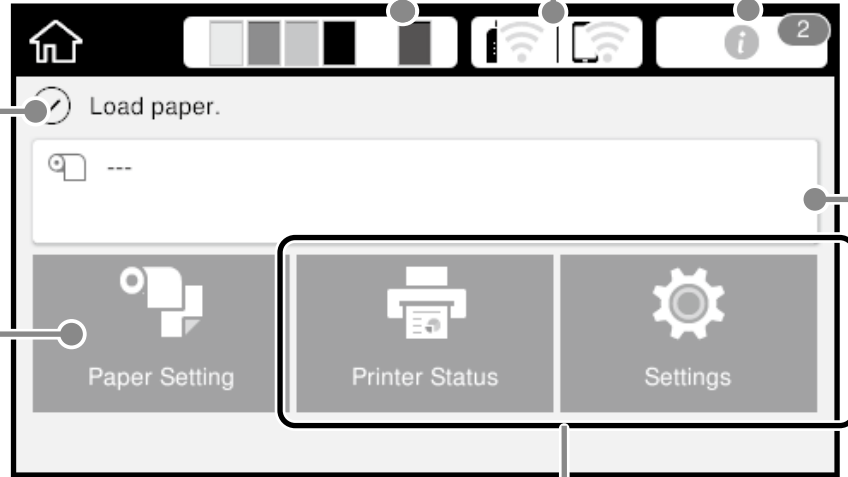 i
2
Load paper.
---
Paper Setting
Printer Status
Settings